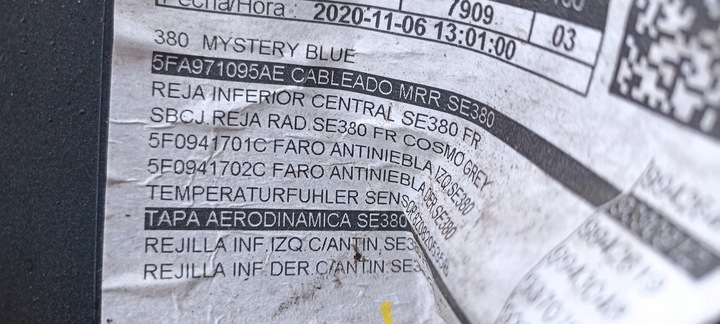 Fecha/Hora : 2020-11-06 13:01:00
7909
03
380 MYSTERY BLUE
5FA971095AE CABLEADO MRR.SE380
REJA INFERIOR CENTRAL SE380 FR
SBCJ.REJA RAD.SE380 FR COSMO GREY
5F0941701C FARO ANTINIEBLA IZQ.SE380
5F0941702C FARO ANTINIEBLA DER.SE380
TEMPERATURFUHLER SENS
TAPA AERODINAMICA SE380
REJILLA INF.IZQ.C/ANTIN.SE3
REJILLA INF.DER.C/ANTIN.SE3